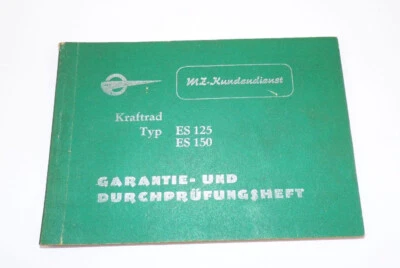 MZ-Kundendienst
Kraftrad
Typ ES 125
ES 150
GARANTIE- UND
DURCHPRÜFUNGSHEFT